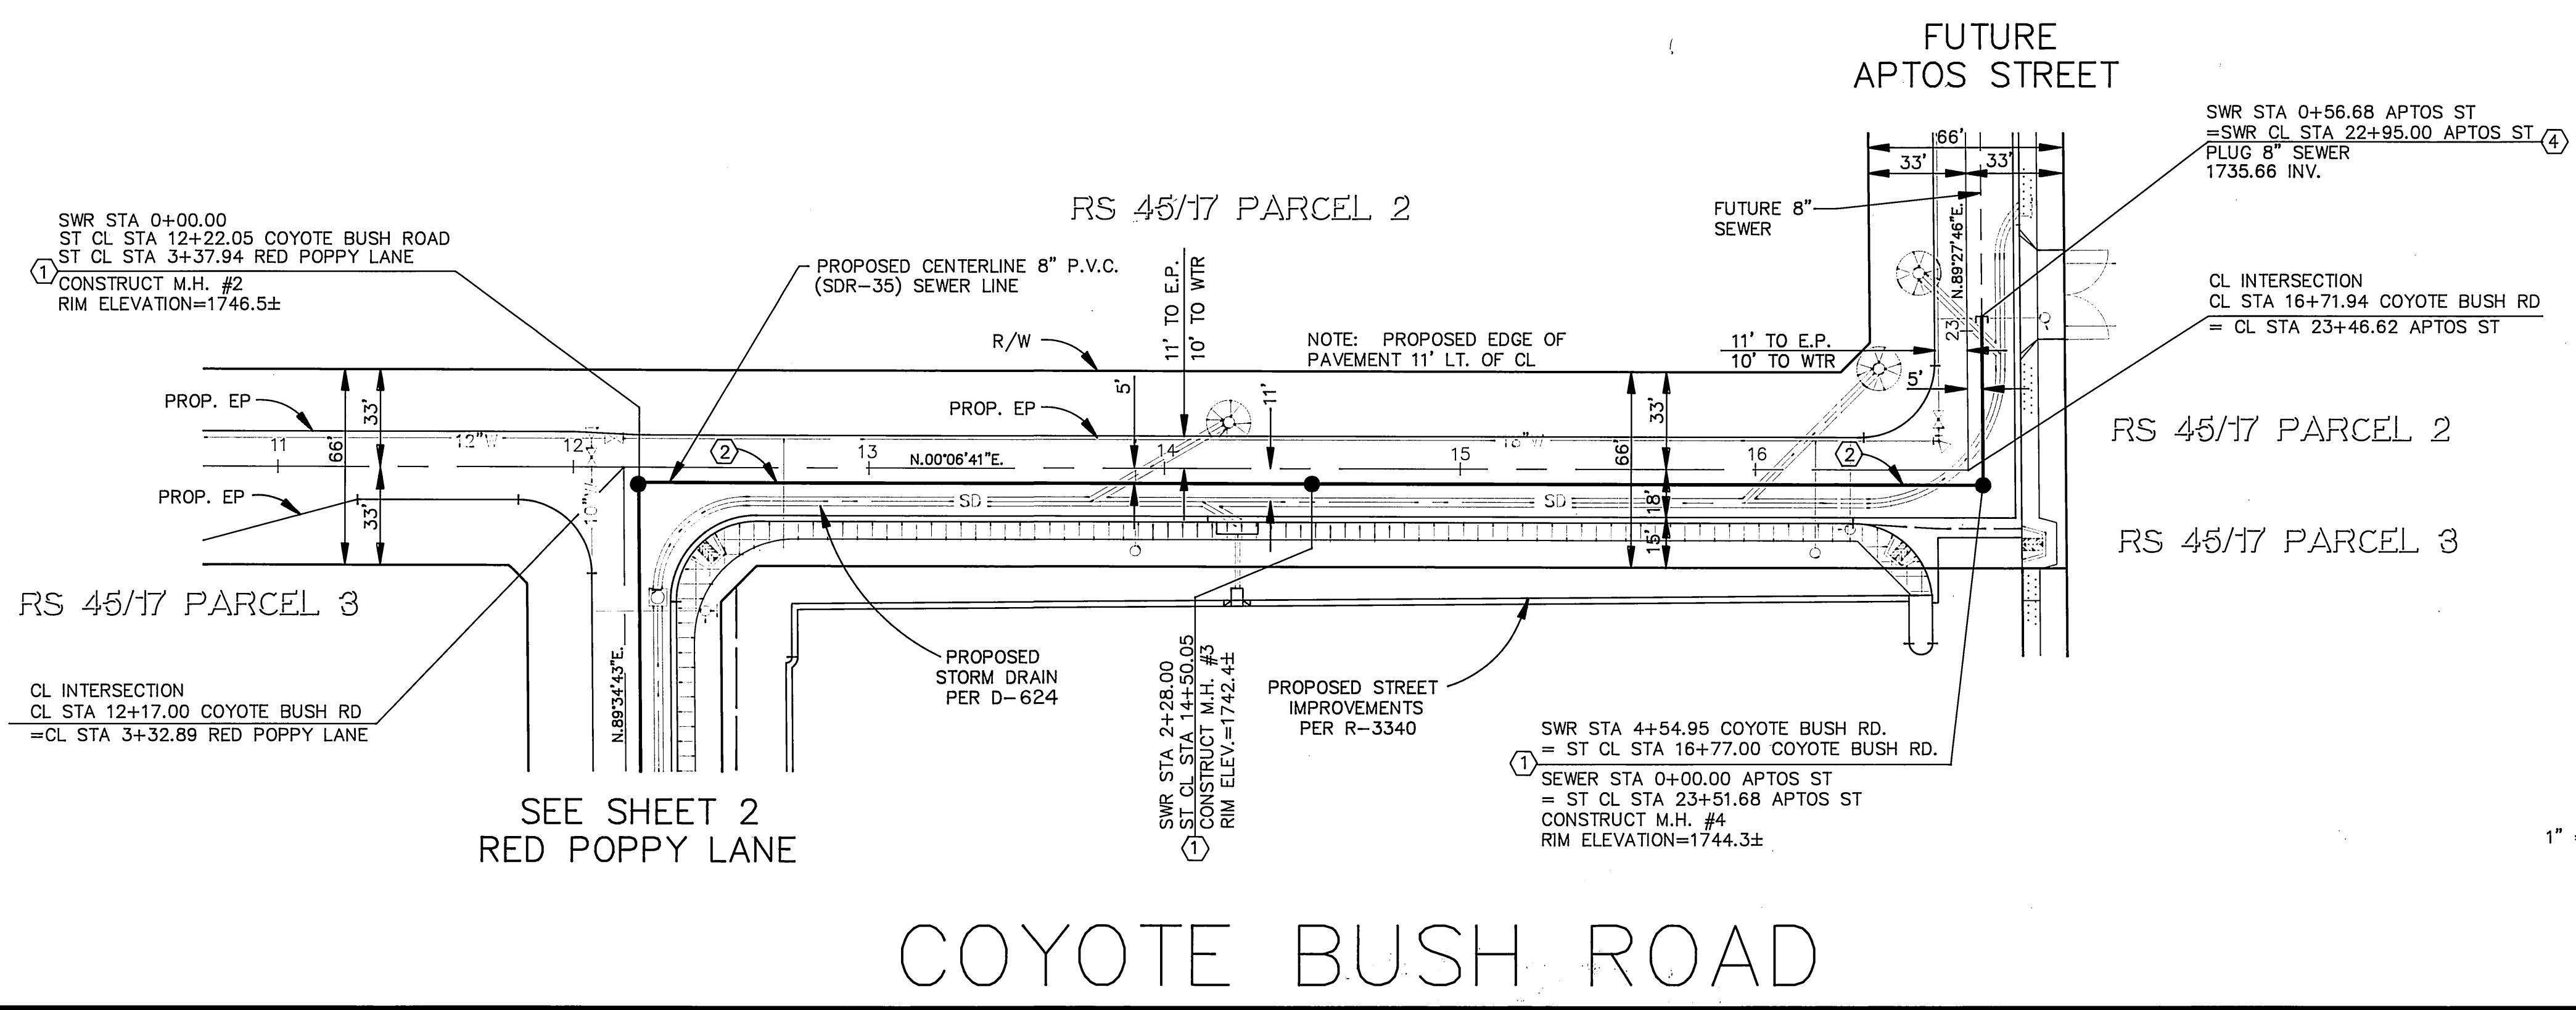 FUTURE
APTOS STREET
SWR STA 0+56.68 APTOS ST
=SWR CL STA 22+95.00 APTOS ST
4
PLUG 8" SEWER
1735.66 INV.
66'
33'
33'
RS 45/17 PARCEL 2
FUTURE 8"
SEWER
N.89°27'46"E.
SWR STA 0+00.00
ST CL STA 12+22.05 COYOTE BUSH ROAD
ST CL STA 3+37.94 RED POPPY LANE
1
CONSTRUCT M.H. #2
RIM ELEVATION=1746.5±
PROPOSED CENTERLINE 8" P.V.C.
(SDR-35) SEWER LINE
11' TO E.P.
10' TO WTR
CL INTERSECTION
CL STA 16+71.94 COYOTE BUSH RD
= CL STA 23+46.62 APTOS ST
R/W
NOTE: PROPOSED EDGE OF
PAVEMENT 11' LT. OF CL
11' TO E.P.
10' TO WTR
23
5'
5'
11'
PROP. EP
PROP. EP
66'
33'
33'
11
12"W
12
2
13
N.00°06'41"E.
14
15
16
2
66'
33'
18'
15'
RS 45/17 PARCEL 2
PROP. EP
10"W
SD
SD
RS 45/17 PARCEL 3
RS 45/17 PARCEL 3
N.89°34'43"E.
PROPOSED
STORM DRAIN
PER D-624
SWR STA 2+28.00
ST CL STA 14+50.05
CONSTRUCT M.H. #3
RIM ELEV.=1742.4±
1
PROPOSED STREET
IMPROVEMENTS
PER R-3340
CL INTERSECTION
CL STA 12+17.00 COYOTE BUSH RD
=CL STA 3+32.89 RED POPPY LANE
SWR STA 4+54.95 COYOTE BUSH RD.
= ST CL STA 16+77.00 COYOTE BUSH RD.
1
SEWER STA 0+00.00 APTOS ST
= ST CL STA 23+51.68 APTOS ST
CONSTRUCT M.H. #4
RIM ELEVATION=1744.3±
SEE SHEET 2
RED POPPY LANE
1"
COYOTE BUSH ROAD